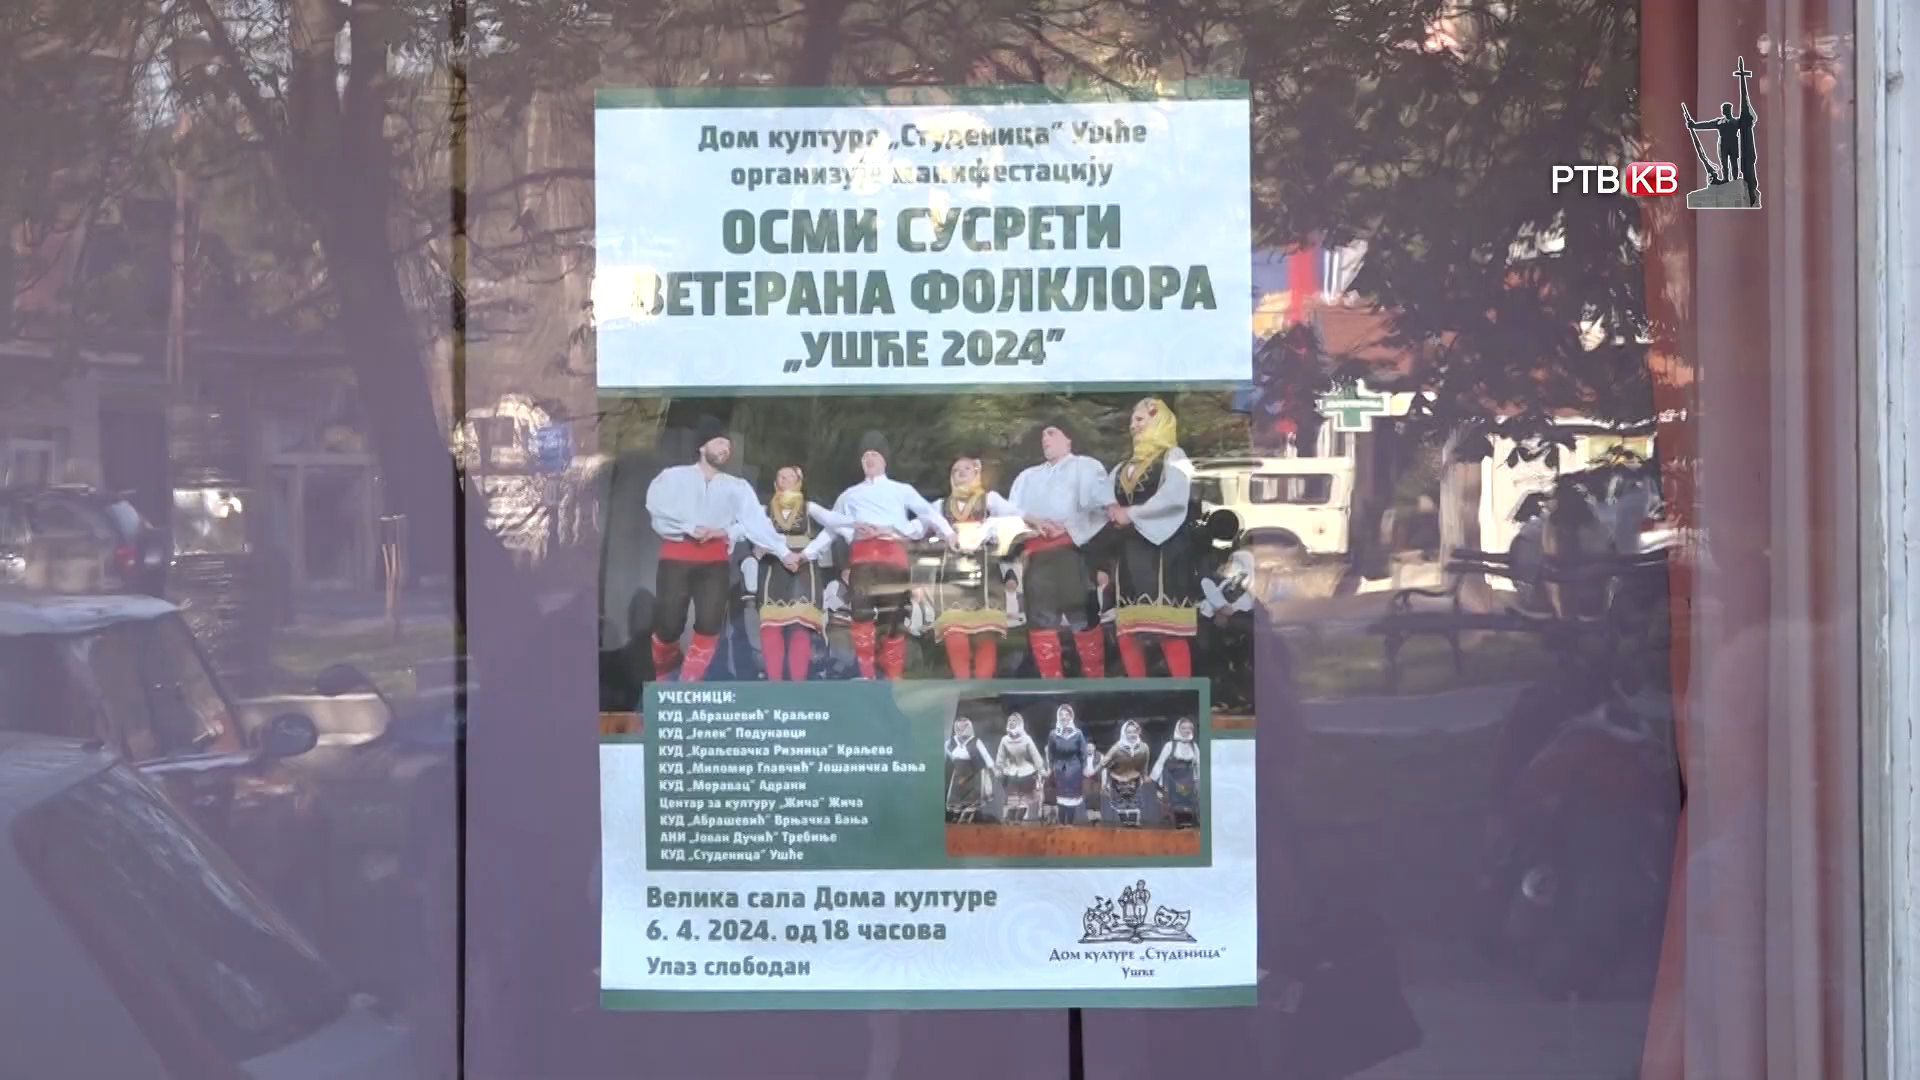 Дом културе „Студеница” Ушће
организује манифестацију
ОСМИ СУСРЕТИ
ВЕТЕРАНА ФОЛКЛОРА
„УШЋЕ 2024”
РТВ КВ
УЧЕСНИЦИ:
КУД „Абрашевић” Краљево
КУД „Јелек” Подунавци
КУД „Краљевачка Ризница” Краљево
КУД „Миломир Главчић” Јошаничка Бања
КУД „Моравац” Адрани
Центар за културу „Жича” Жича
КУД „Абрашевић” Врњачка Бања
АНИ „Јован Дучић” Требиње
КУД „Студеница” Ушће
Велика сала Дома културе
6. 4. 2024. од 18 часова
Улаз слободан
Дом културе „Студеница”
Ушће